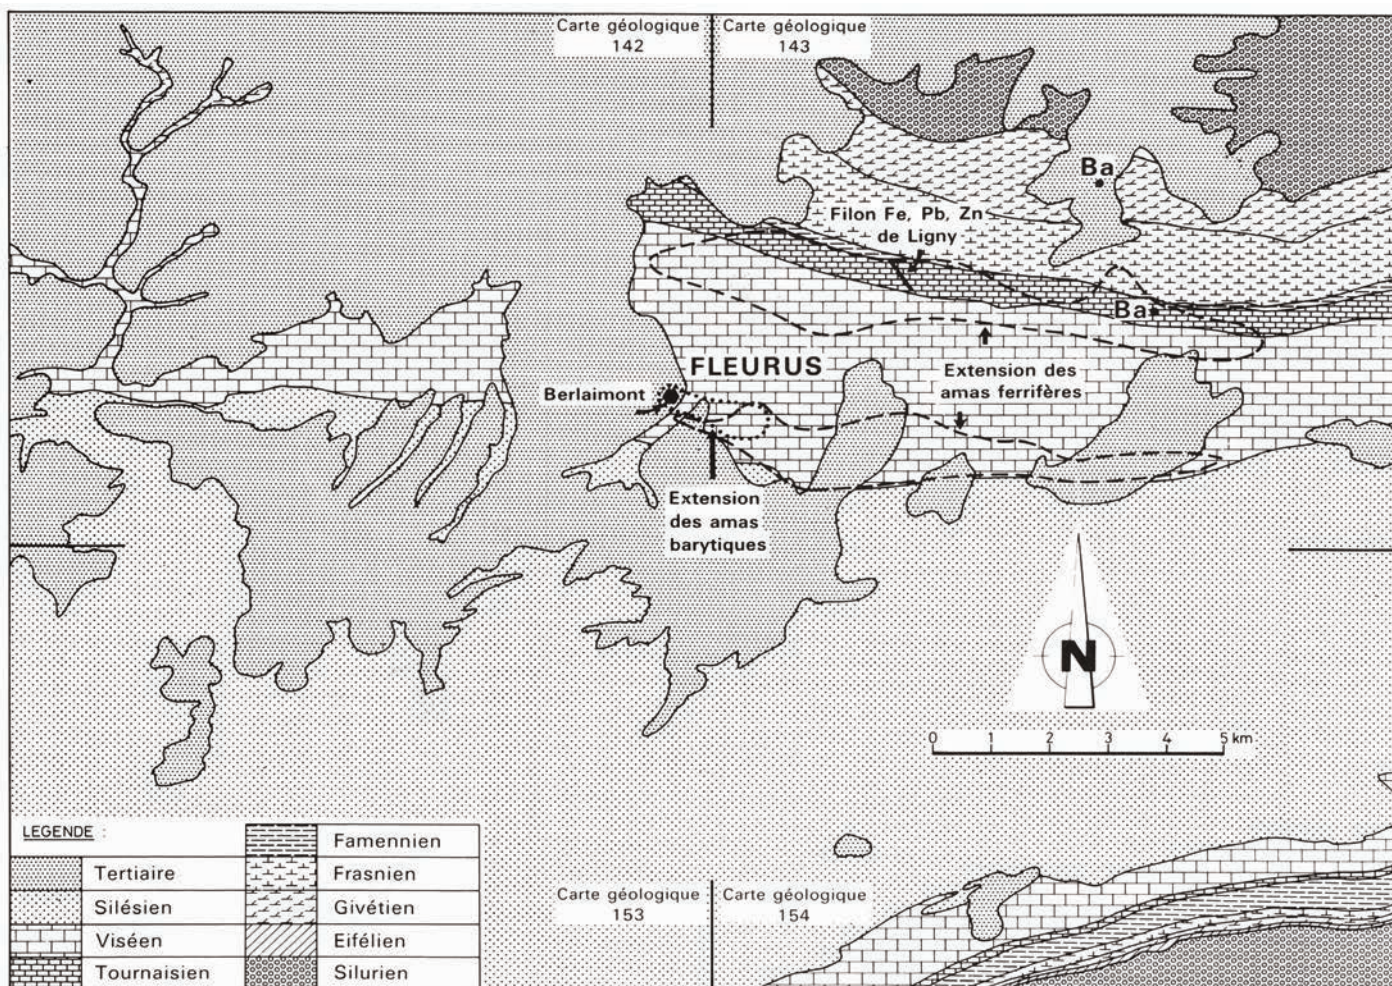 Carte géologique
142
Carte géologique
143
Ba
Filon Fe, Pb, Zn
de Ligny
Ba
FLEURUS
Extension des
amas ferrifères
Berlaimont
Extension
des amas
barytiques
N
0 1 2 3 4 5 km
LEGENDE :
Famennien
Tertiaire
Frasnien
Silésien
Givétien
Viséen
Eifélien
Tournaisien
Silurien
Carte géologique
153
Carte géologique
154